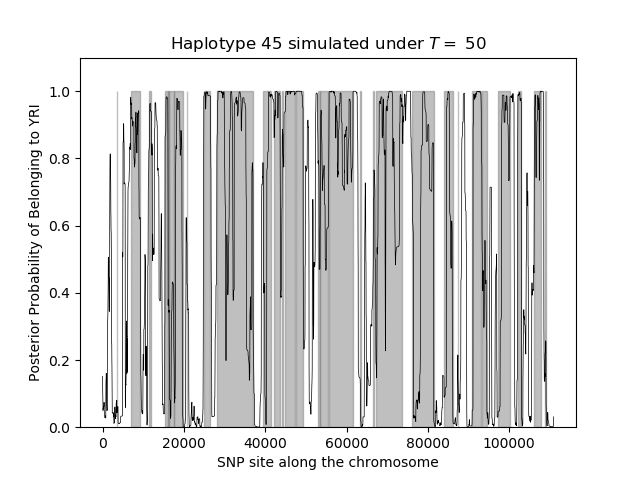 Haplotype 45 simulated under T = 50
Posterior Probability of Belonging to YRI
1.0
0.8
0.6
0.4
0.2
0.0
0 20000 40000 60000 80000 100000
SNP site along the chromosome